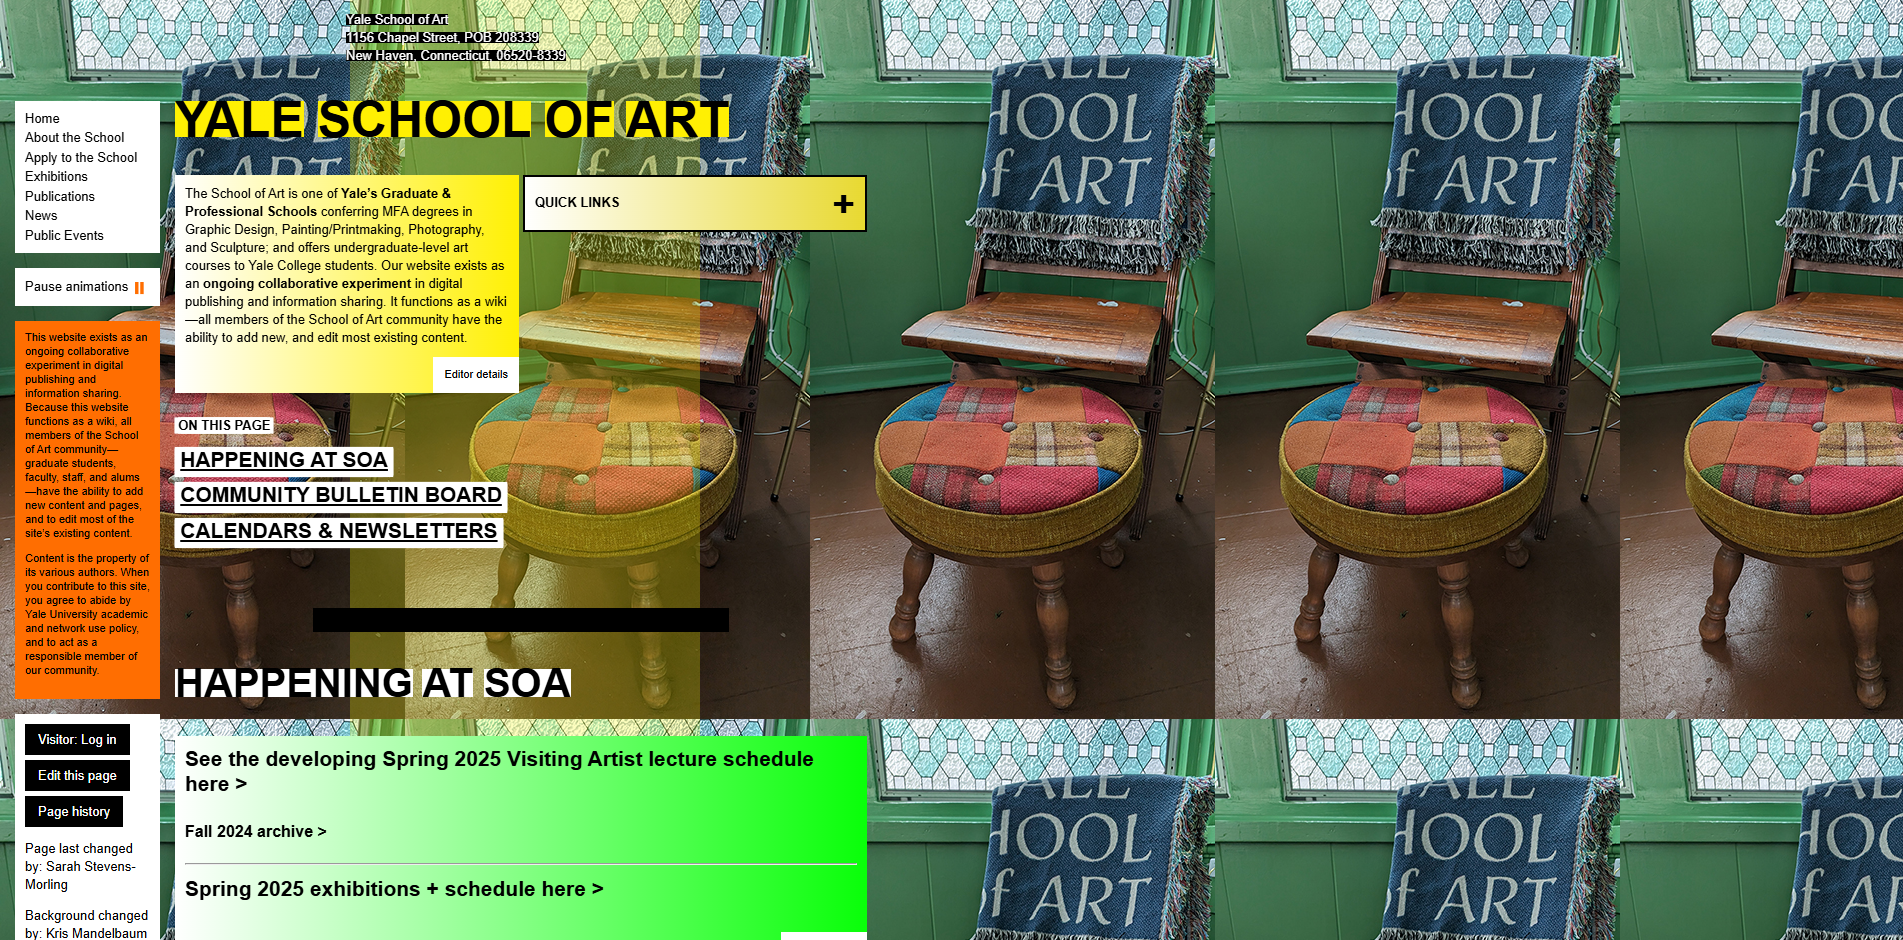 Yale School of Art
1156 Chapel Street, POB 208339
New Haven, Connecticut, 06520-8339
YALE SCHOOL OF ART
Home
About the School
Apply to the School
Exhibitions
Publications
News
Public Events
Pause animations
This website exists as an
ongoing collaborative
experiment in digital
publishing and
information sharing.
Because this website
functions as a wiki, all
members of the School
of Art community—
graduate students,
faculty, staff, and alums
—have the ability to add
new content and pages,
and to edit most of the
site's existing content.
Content is the property of
its various authors. When
you contribute to this site,
you agree to abide by
Yale University academic
and network use policy,
and to act as a
responsible member of
our community.
Visitor: Log in
Edit this page
Page history
Page last changed
by: Sarah Stevens-
Morling
Background changed
by: Kris Mandelbaum
The School of Art is one of Yale's Graduate &
Professional Schools conferring MFA degrees in
Graphic Design, Painting/Printmaking, Photography,
and Sculpture; and offers undergraduate-level art
courses to Yale College students. Our website exists as
an ongoing collaborative experiment in digital
publishing and information sharing. It functions as a wiki
—all members of the School of Art community have the
ability to add new, and edit most existing content.
Editor details
QUICK LINKS +
ON THIS PAGE
HAPPENING AT SOA
COMMUNITY BULLETIN BOARD
CALENDARS & NEWSLETTERS
HAPPENING AT SOA
See the developing Spring 2025 Visiting Artist lecture schedule
here >
Fall 2024 archive >
Spring 2025 exhibitions + schedule here >
YALE
HOOL
of ART
YALE
HOOL
of ART